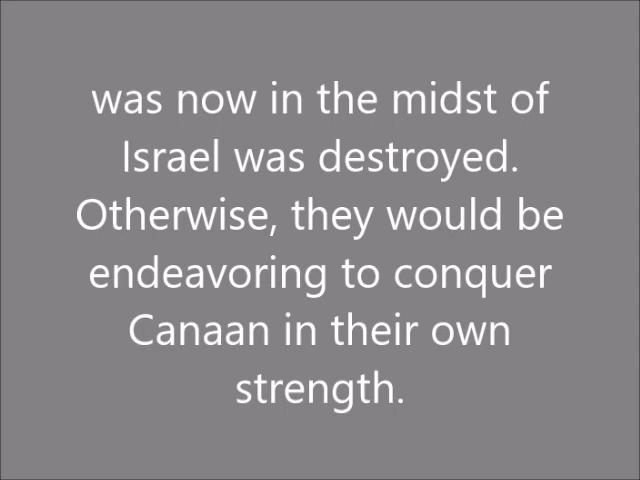 was now in the midst of
Israel was destroyed.
Otherwise, they would be
endeavoring to conquer
Canaan in their own
strength.